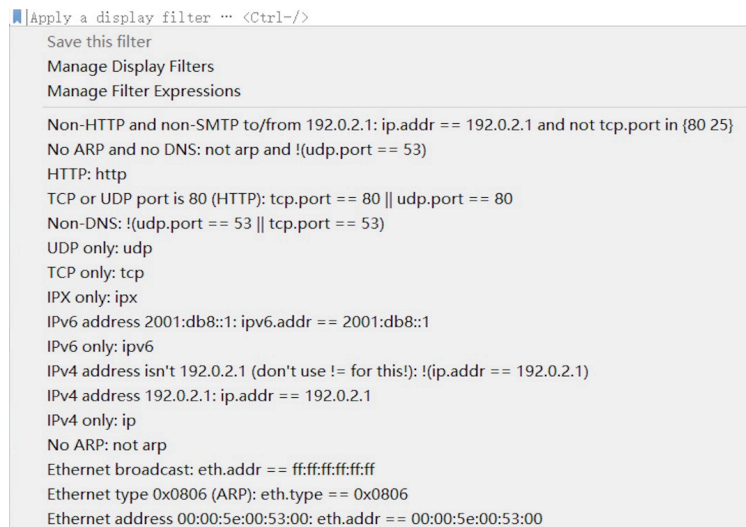 Apply a display filter … <Ctrl-/>
Save this filter
Manage Display Filters
Manage Filter Expressions
Non-HTTP and non-SMTP to/from 192.0.2.1: ip.addr == 192.0.2.1 and not tcp.port in {80 25}
No ARP and no DNS: not arp and !(udp.port == 53)
HTTP: http
TCP or UDP port is 80 (HTTP): tcp.port == 80 || udp.port == 80
Non-DNS: !(udp.port == 53 || tcp.port == 53)
UDP only: udp
TCP only: tcp
IPX only: ipx
IPv6 address 2001:db8::1: ipv6.addr == 2001:db8::1
IPv6 only: ipv6
IPv4 address isn't 192.0.2.1 (don't use != for this!): !(ip.addr == 192.0.2.1)
IPv4 address 192.0.2.1: ip.addr == 192.0.2.1
IPv4 only: ip
No ARP: not arp
Ethernet broadcast: eth.addr == ff:ff:ff:ff:ff:ff
Ethernet type 0x0806 (ARP): eth.type == 0x0806
Ethernet address 00:00:5e:00:53:00: eth.addr == 00:00:5e:00:53:00